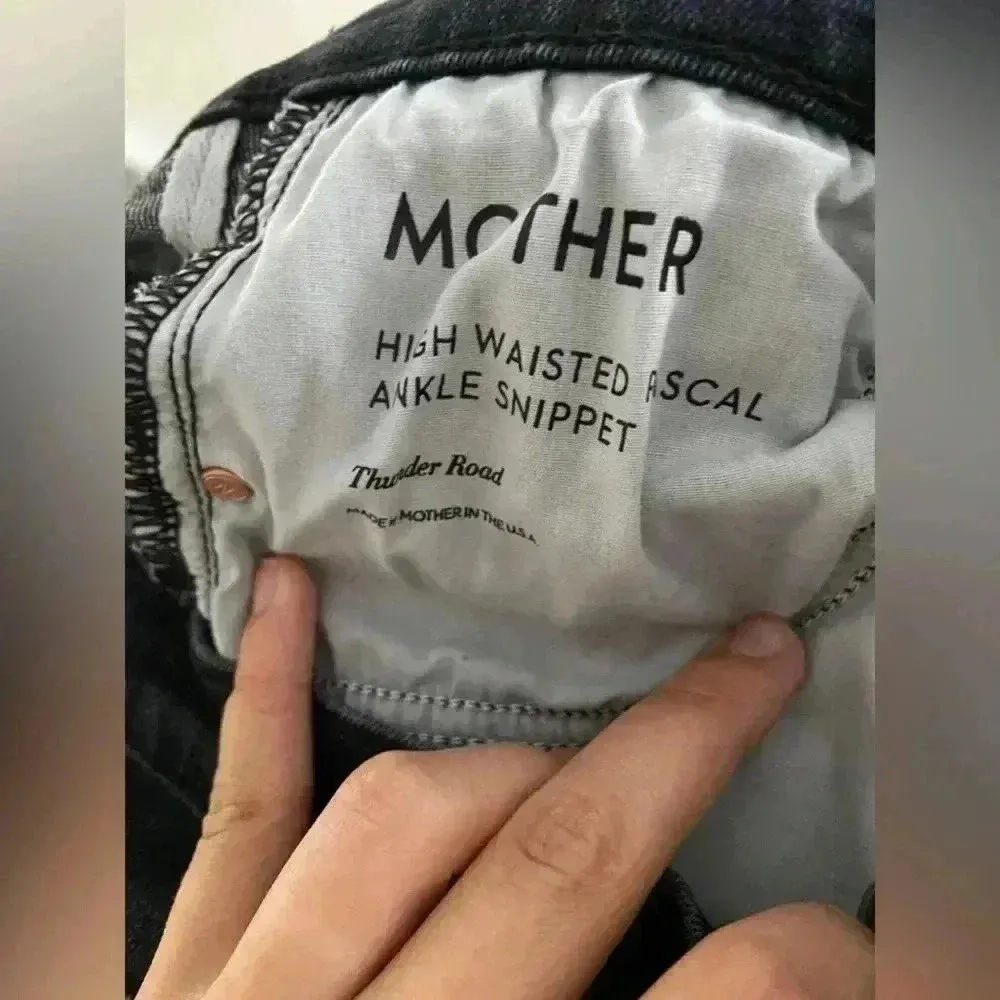 MOTHER
HIGH WAISTED RASCAL
ANKLE SNIPPET
Thunder Road
MADE BY MOTHER IN THE U.S.A.